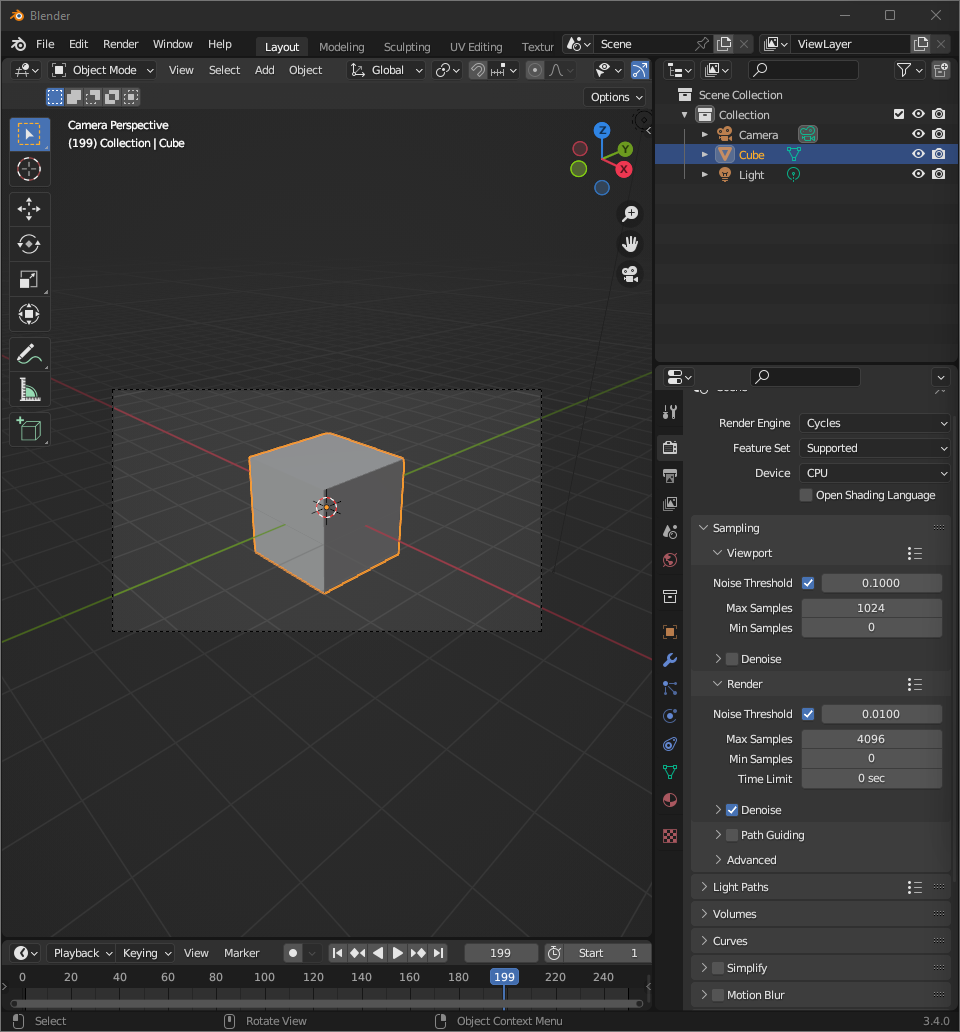 Blender
File Edit Render Window Help Layout Modeling Sculpting UV Editing Textur Scene ViewLayer
Object Mode View Select Add Object Global
Options
Camera Perspective
(199) Collection | Cube
Z
Y
X
Scene Collection
Collection
Camera
Cube
Light
Render Engine Cycles
Feature Set Supported
Device CPU
Open Shading Language
Sampling
Viewport
Noise Threshold 0.1000
Max Samples 1024
Min Samples 0
Denoise
Render
Noise Threshold 0.0100
Max Samples 4096
Min Samples 0
Time Limit 0 sec
Denoise
Path Guiding
Advanced
Light Paths
Volumes
Curves
Simplify
Motion Blur
Playback Keying View Marker 199 Start 1
0 20 40 60 80 100 120 140 160 180 199 220 240
Select Rotate View Object Context Menu 3.4.0